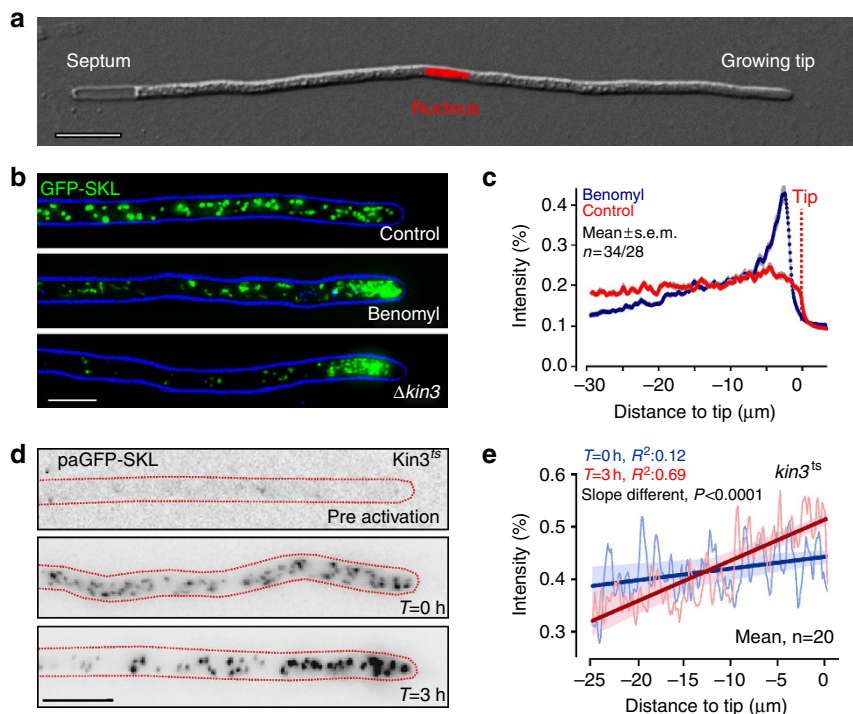 a
Septum
Growing tip
Nucleus
b
GFP-SKL
Control
Benomyl
Δkin3
c
Benomyl
Control
Mean±s.e.m.
n=34/28
Tip
Intensity (%)
0.4
0.3
0.2
0.1
0.0
–30
–20
–10
0
Distance to tip (μm)
d
paGFP-SKL
Kin3ts
Pre activation
T=0 h
T=3 h
e
T=0 h, R²:0.12
T=3 h, R²:0.69
Slope different, P<0.0001
kin3ts
Intensity (%)
0.6
0.5
0.4
0.3
Mean, n=20
–25
–20
–15
–10
–5
0
Distance to tip (μm)